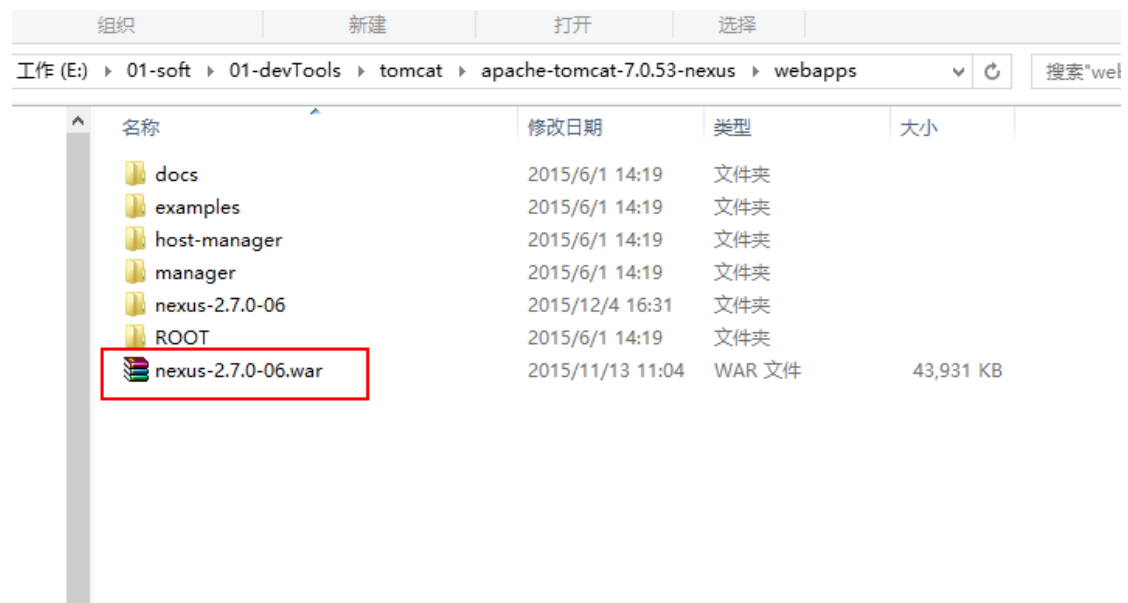 组织 新建 打开 选择
工作 (E:) 01-soft 01-devTools tomcat apache-tomcat-7.0.53-nexus webapps 搜索"wel
名称 修改日期 类型 大小
docs 2015/6/1 14:19 文件夹
examples 2015/6/1 14:19 文件夹
host-manager 2015/6/1 14:19 文件夹
manager 2015/6/1 14:19 文件夹
nexus-2.7.0-06 2015/12/4 16:31 文件夹
ROOT 2015/6/1 14:19 文件夹
nexus-2.7.0-06.war 2015/11/13 11:04 WAR 文件 43,931 KB